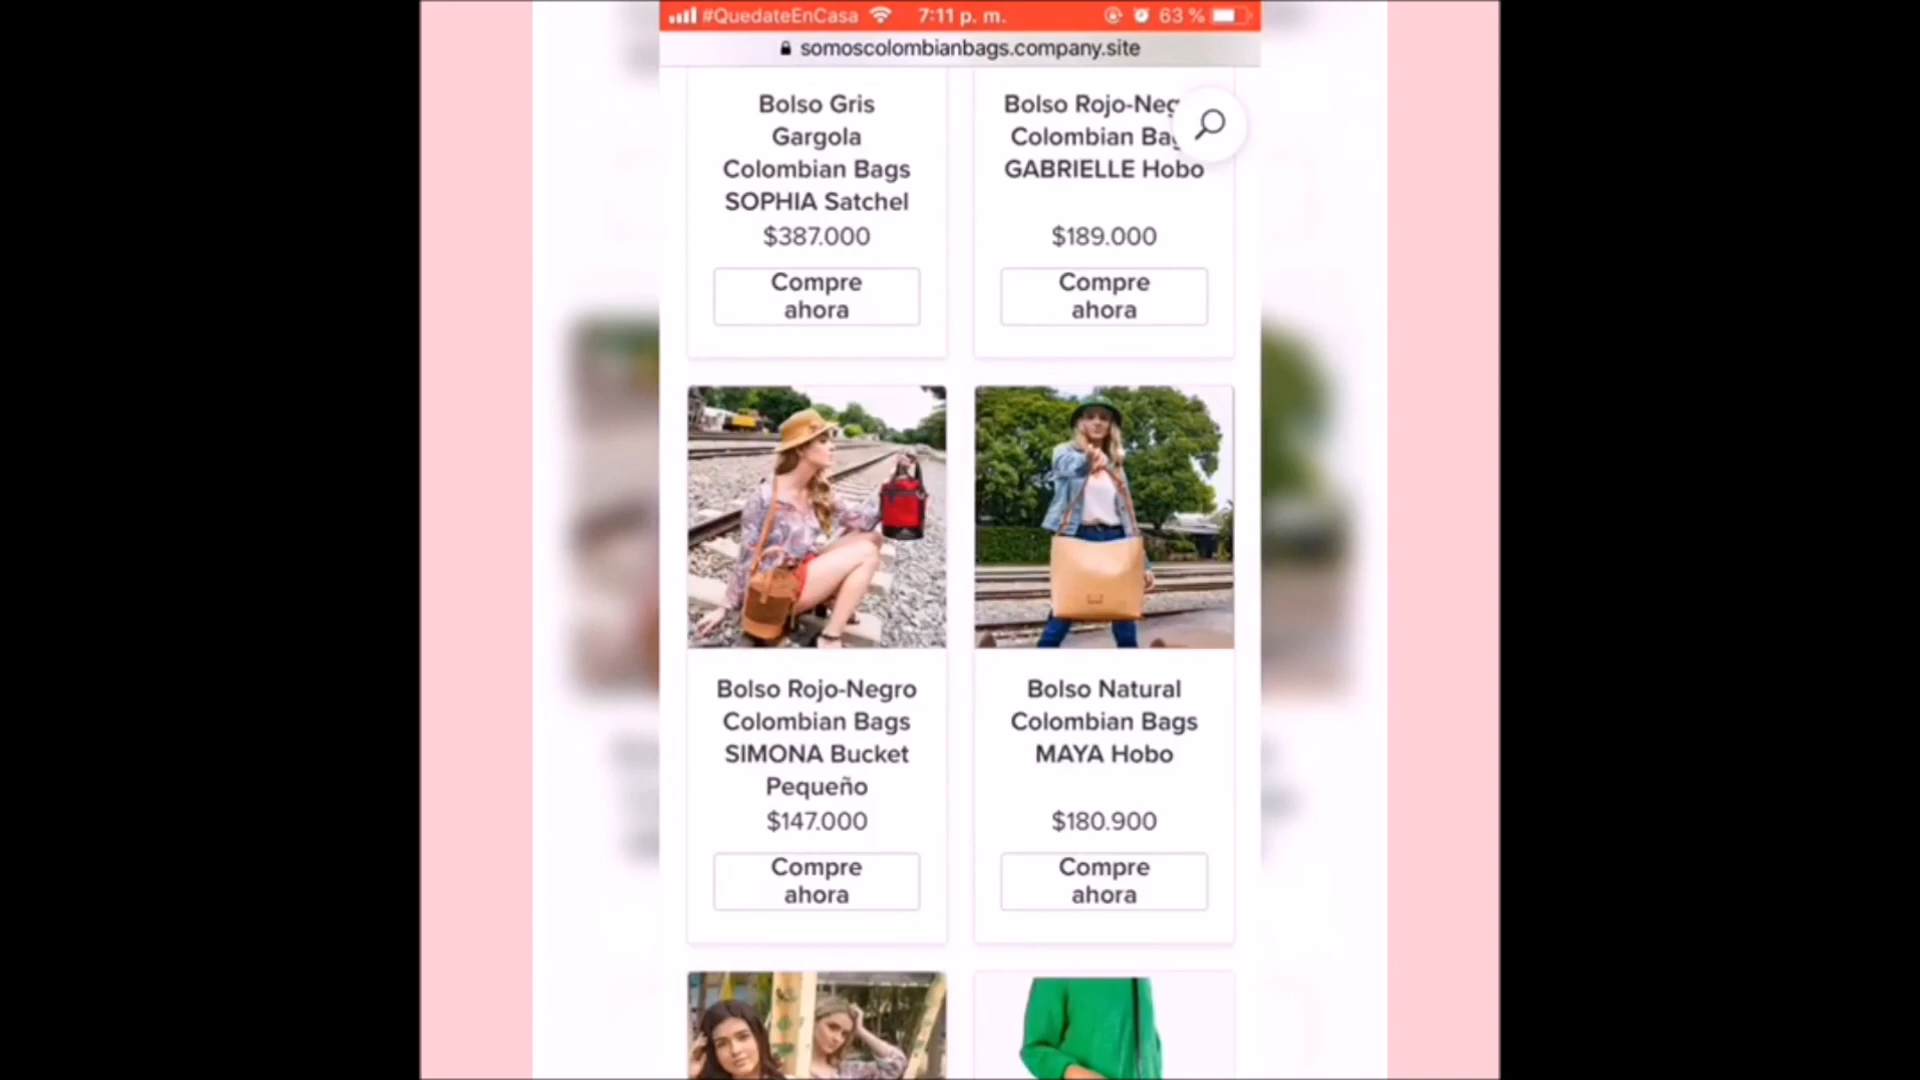 #QuedateEnCasa 7:11 p. m. 63 %
somoscolombianbags.company.site
Bolso Gris
Gargola
Colombian Bags
SOPHIA Satchel
$387.000
Compre
ahora
Bolso Rojo-Neg
Colombian Ba
GABRIELLE Hobo
$189.000
Compre
ahora
Bolso Rojo-Negro
Colombian Bags
SIMONA Bucket
Pequeño
$147.000
Compre
ahora
Bolso Natural
Colombian Bags
MAYA Hobo
$180.900
Compre
ahora